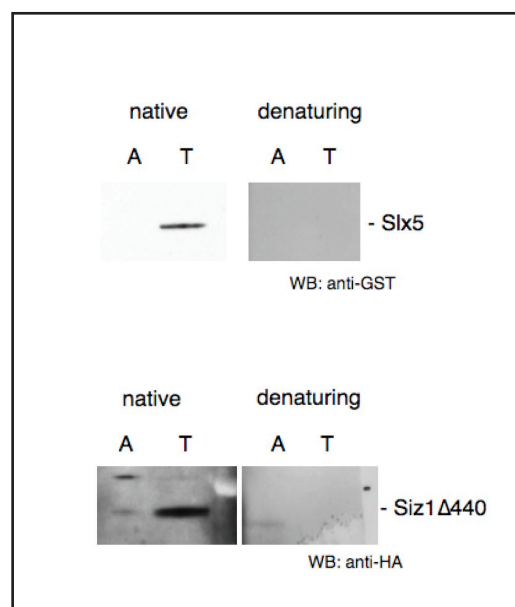 native denaturing
A T A T
- Slx5
WB: anti-GST
native denaturing
A T A T
- Siz1Δ440
WB: anti-HA